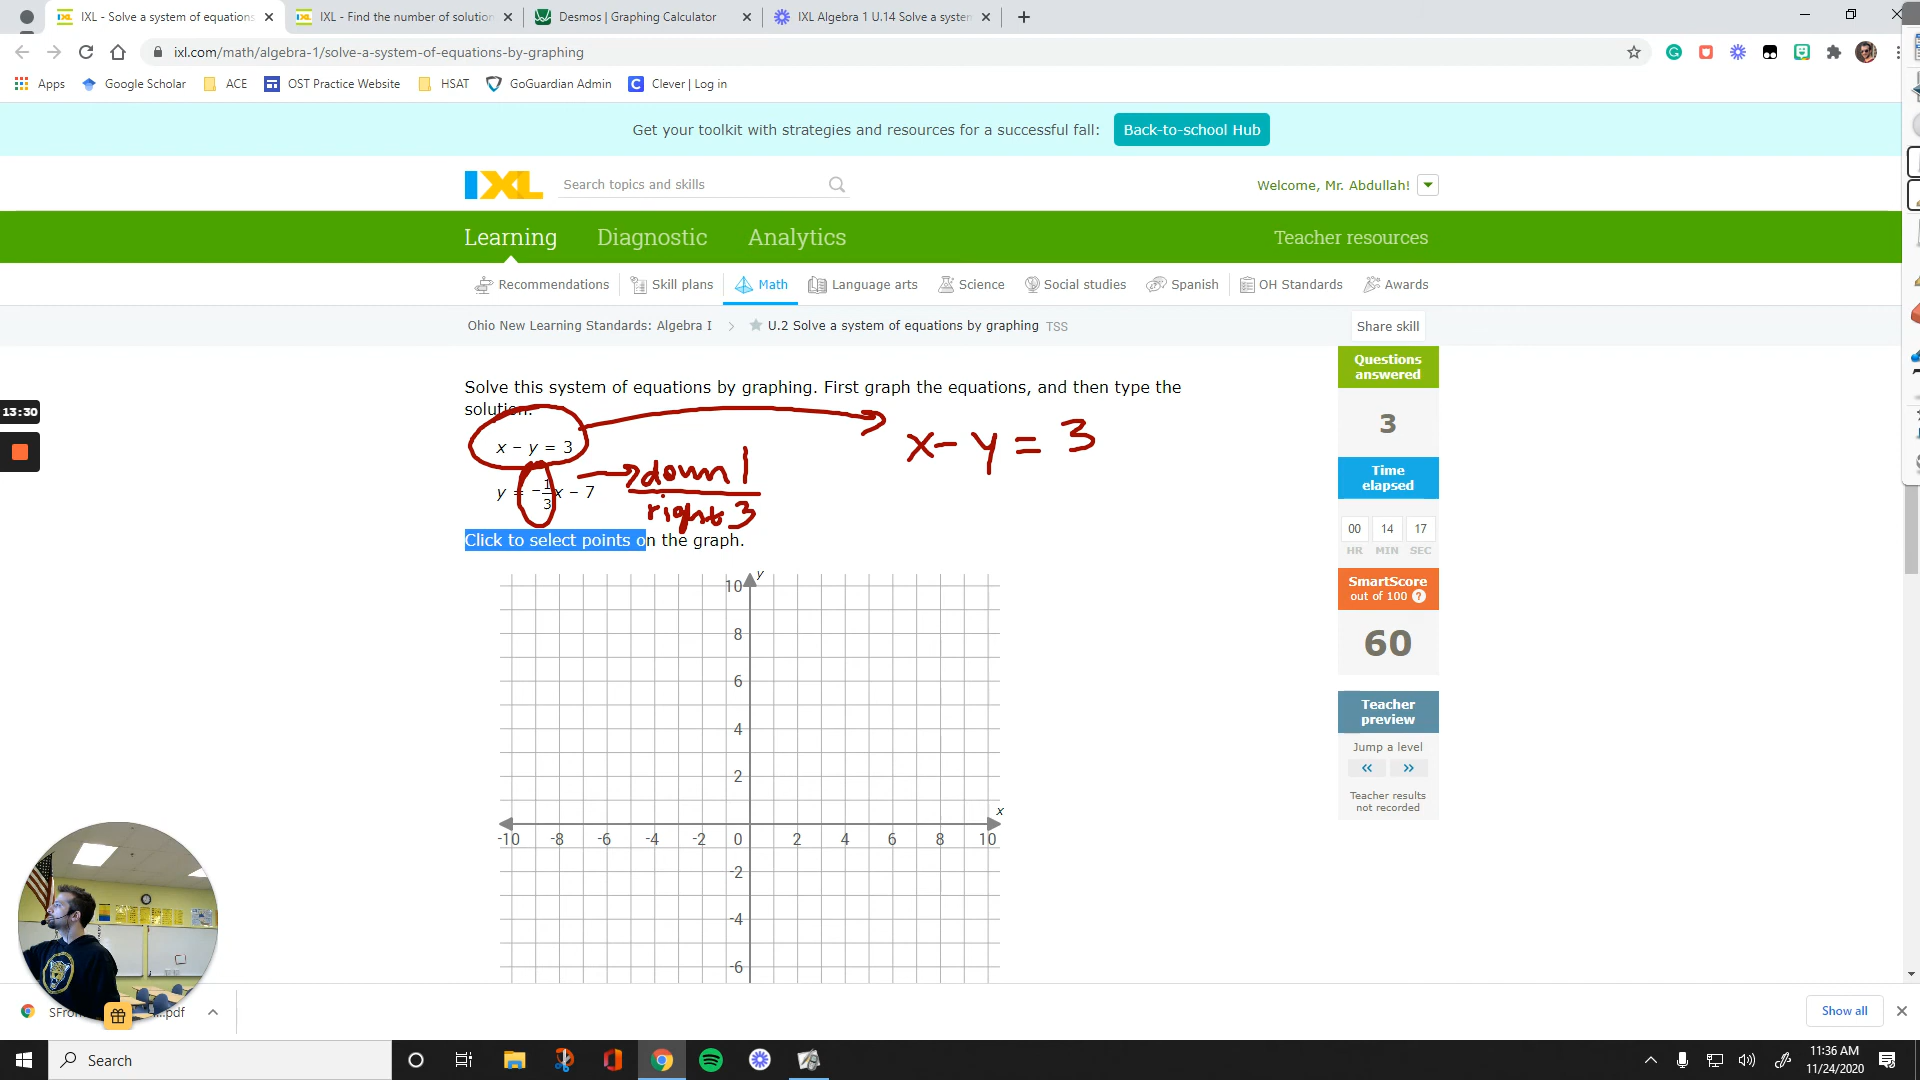 IXL - Solve a system of equations
IXL - Find the number of solution
Desmos | Graphing Calculator
IXL Algebra 1 U.14 Solve a syster
ixl.com/math/algebra-1/solve-a-system-of-equations-by-graphing
Apps Google Scholar ACE OST Practice Website HSAT GoGuardian Admin Clever | Log in
Get your toolkit with strategies and resources for a successful fall: Back-to-school Hub
IXL Search topics and skills Welcome, Mr. Abdullah!
Learning Diagnostic Analytics Teacher resources
Recommendations Skill plans Math Language arts Science Social studies Spanish OH Standards Awards
Ohio New Learning Standards: Algebra I > U.2 Solve a system of equations by graphing TSS Share skill
Solve this system of equations by graphing. First graph the equations, and then type the
solution.
x − y = 3
x - y = 3
y = −1/3x − 7
down 1
right 3
Click to select points on the graph.
y
10
8
6
4
2
x
-10 -8 -6 -4 -2 0 2 4 6 8 10
-2
-4
-6
Questions
answered
3
Time
elapsed
00 14 17
HR MIN SEC
SmartScore
out of 100 ?
60
Teacher
preview
Jump a level
« »
Teacher results
not recorded
13:30
SFro
...pdf
Show all
Search
11:36 AM
11/24/2020